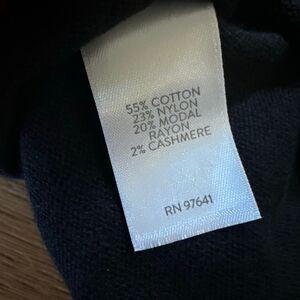 55% COTTON
23% NYLON
20% MODAL
RAYON
2% CASHMERE
RN 97641